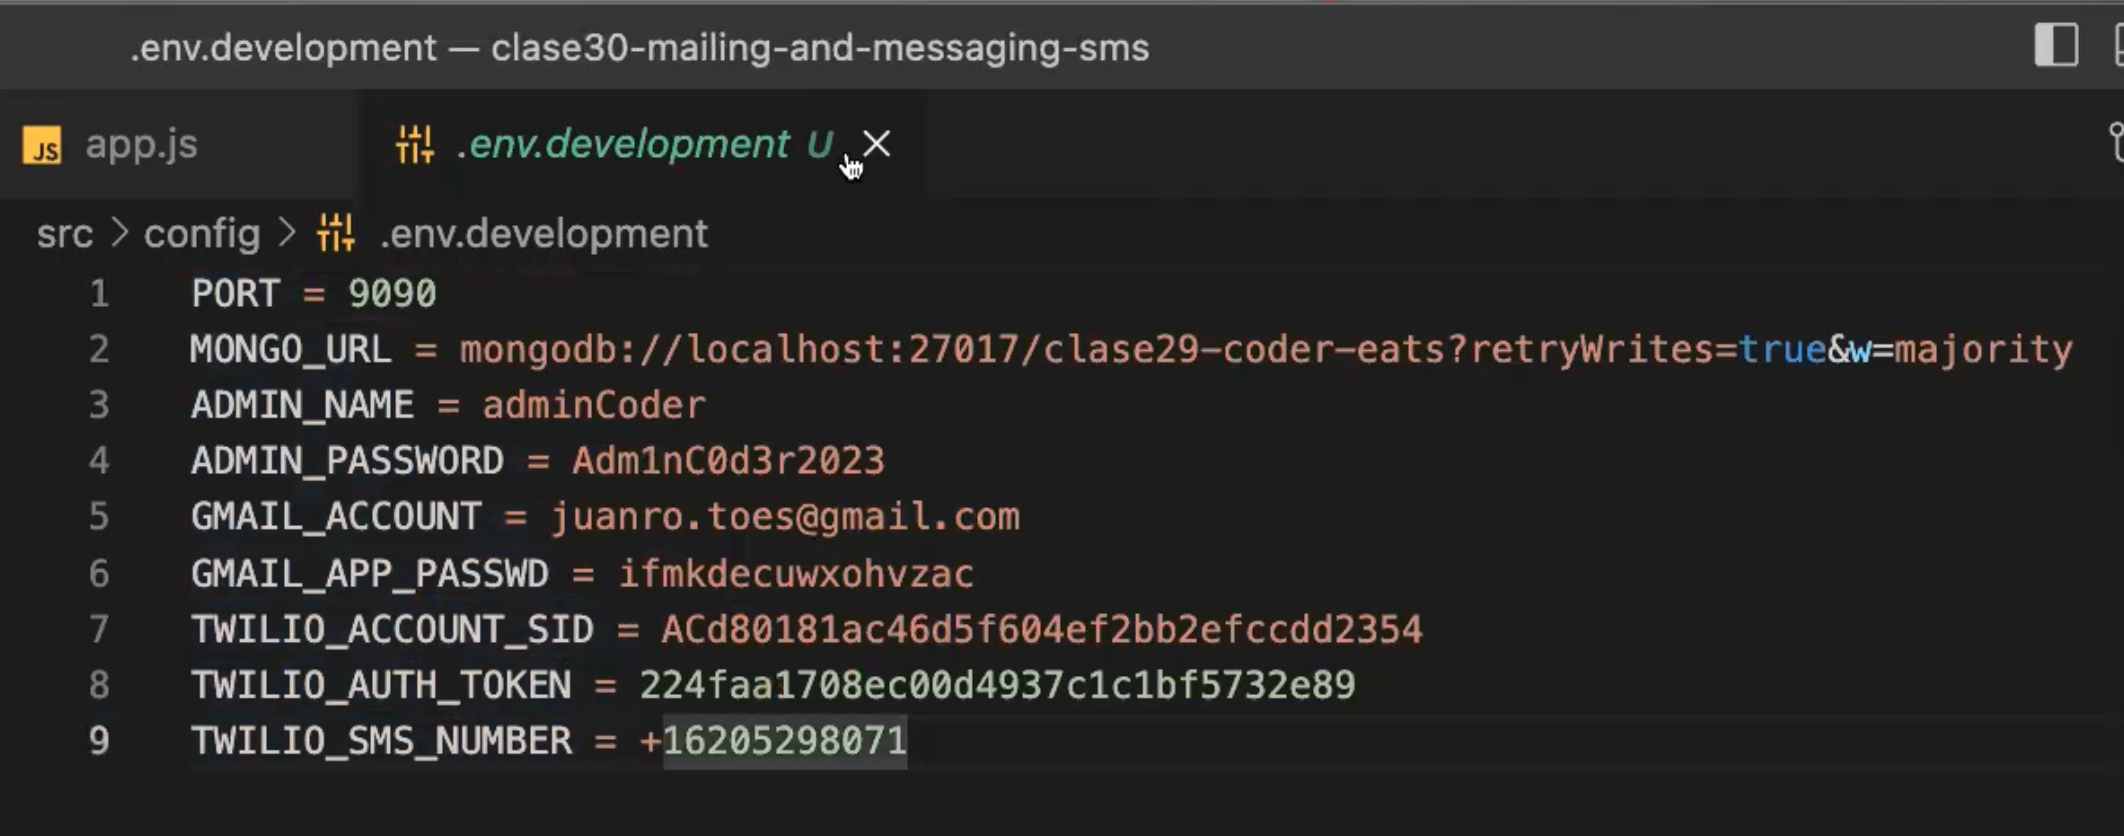 .env.development — clase30-mailing-and-messaging-sms
JS app.js .env.development U
src > config > .env.development
1 PORT = 9090
2 MONGO_URL = mongodb://localhost:27017/clase29-coder-eats?retryWrites=true&w=majority
3 ADMIN_NAME = adminCoder
4 ADMIN_PASSWORD = Adm1nC0d3r2023
5 GMAIL_ACCOUNT = juanro.toes@gmail.com
6 GMAIL_APP_PASSWD = ifmkdecuwxohvzac
7 TWILIO_ACCOUNT_SID = ACd80181ac46d5f604ef2bb2efccdd2354
8 TWILIO_AUTH_TOKEN = 224faa1708ec00d4937c1c1bf5732e89
9 TWILIO_SMS_NUMBER = +16205298071